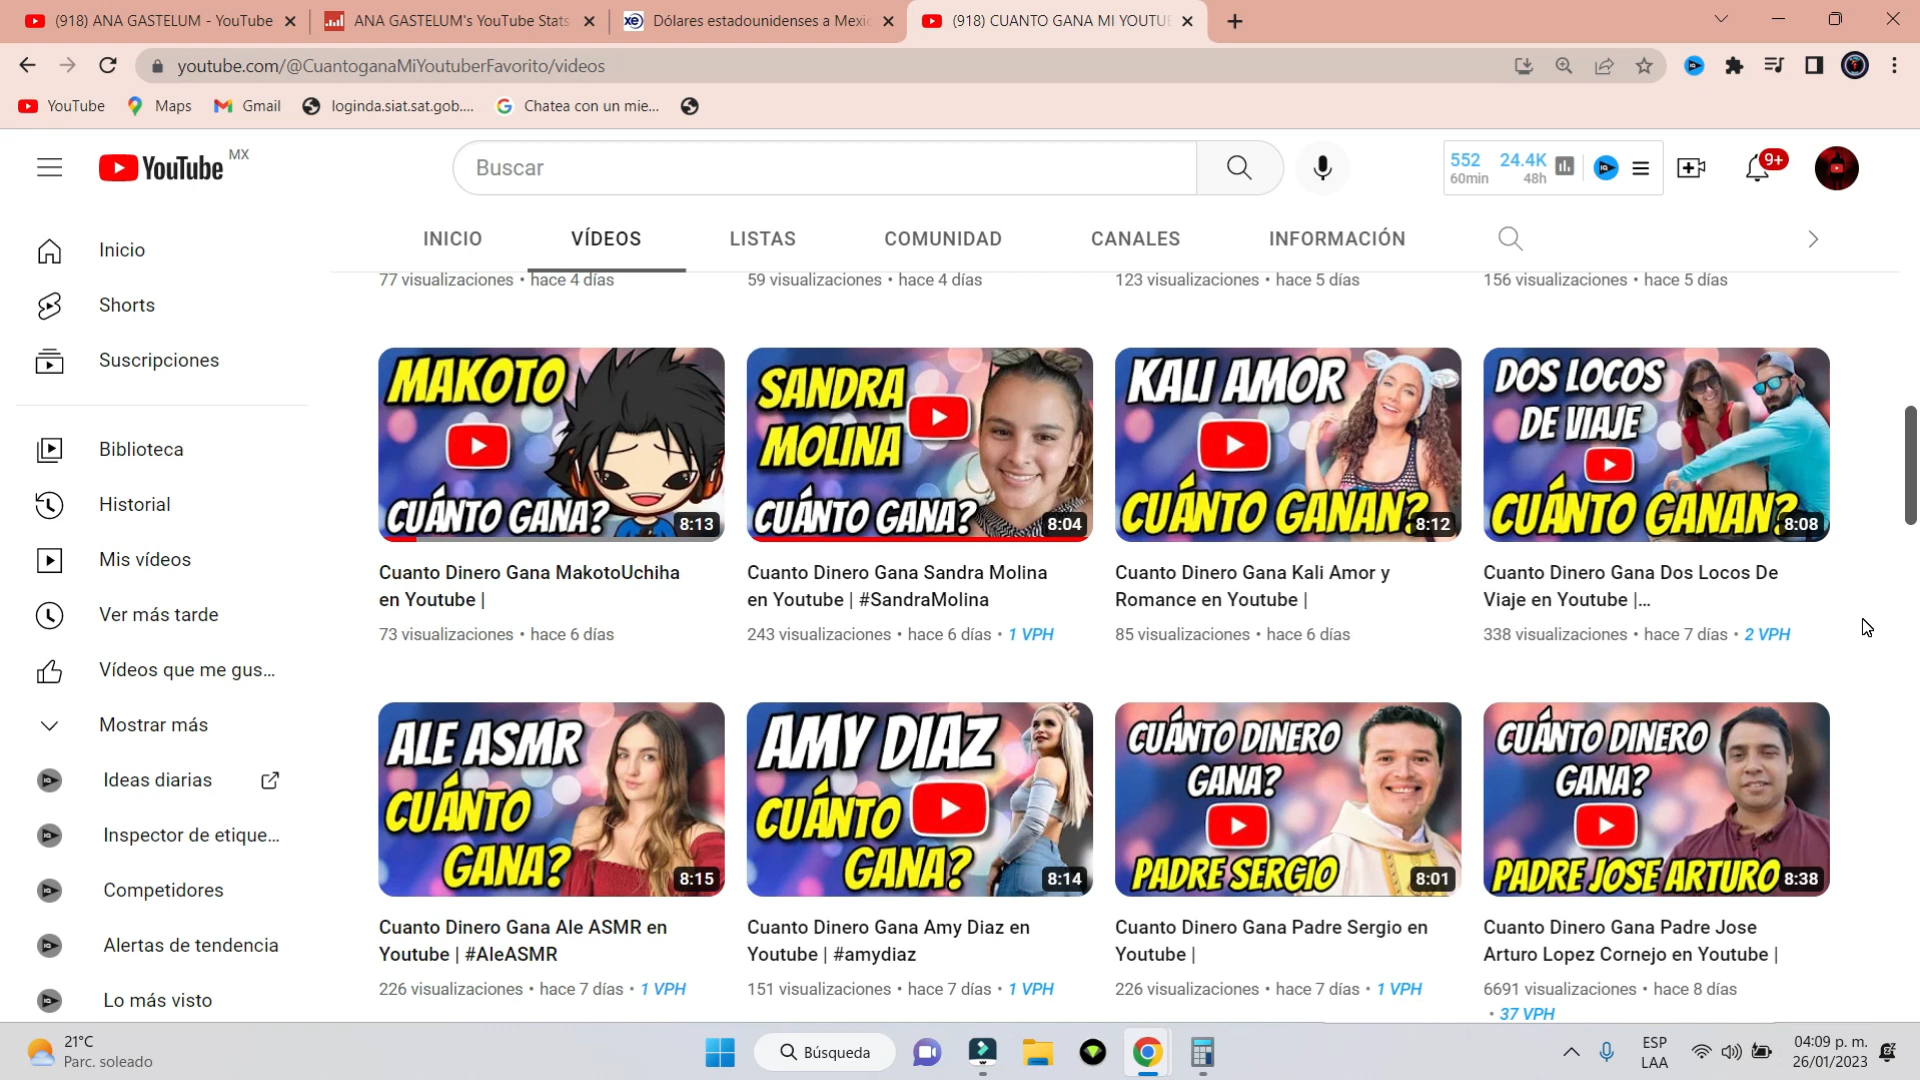 (918) ANA GASTELUM - YouTube
ANA GASTELUM's YouTube Stats
Dólares estadounidenses a Mexic
(918) CUANTO GANA MI YOUTUB
youtube.com/@CuantoganaMiYoutuberFavorito/videos
YouTube
Maps
Gmail
loginda.siat.sat.gob....
Chatea con un mie...
YouTube MX
Buscar
552
60min
24.4K
48h
9+
INICIO
VÍDEOS
LISTAS
COMUNIDAD
CANALES
INFORMACIÓN
Inicio
Shorts
Suscripciones
Biblioteca
Historial
Mis vídeos
Ver más tarde
Vídeos que me gus...
Mostrar más
Ideas diarias
Inspector de etique...
Competidores
Alertas de tendencia
Lo más visto
77 visualizaciones • hace 4 días
59 visualizaciones • hace 4 días
123 visualizaciones • hace 5 días
156 visualizaciones • hace 5 días
MAKOTO
CUÁNTO GANA?
8:13
SANDRA
MOLINA
CUÁNTO GANA?
8:04
KALI AMOR
CUÁNTO GANAN?
8:12
DOS LOCOS
DE VIAJE
CUÁNTO GANAN?
8:08
Cuanto Dinero Gana MakotoUchiha
en Youtube |
73 visualizaciones • hace 6 días
Cuanto Dinero Gana Sandra Molina
en Youtube | #SandraMolina
243 visualizaciones • hace 6 días • 1 VPH
Cuanto Dinero Gana Kali Amor y
Romance en Youtube |
85 visualizaciones • hace 6 días
Cuanto Dinero Gana Dos Locos De
Viaje en Youtube |...
338 visualizaciones • hace 7 días • 2 VPH
ALE ASMR
CUÁNTO
GANA?
8:15
AMY DIAZ
CUÁNTO
GANA?
8:14
CUÁNTO DINERO
GANA?
PADRE SERGIO
8:01
CUÁNTO DINERO
GANA?
PADRE JOSE ARTURO
8:38
Cuanto Dinero Gana Ale ASMR en
Youtube | #AleASMR
226 visualizaciones • hace 7 días • 1 VPH
Cuanto Dinero Gana Amy Diaz en
Youtube | #amydiaz
151 visualizaciones • hace 7 días • 1 VPH
Cuanto Dinero Gana Padre Sergio en
Youtube |
226 visualizaciones • hace 7 días • 1 VPH
Cuanto Dinero Gana Padre Jose
Arturo Lopez Cornejo en Youtube |
6691 visualizaciones • hace 8 días
• 37 VPH
21°C
Parc. soleado
Búsqueda
ESP
LAA
04:09 p. m.
26/01/2023